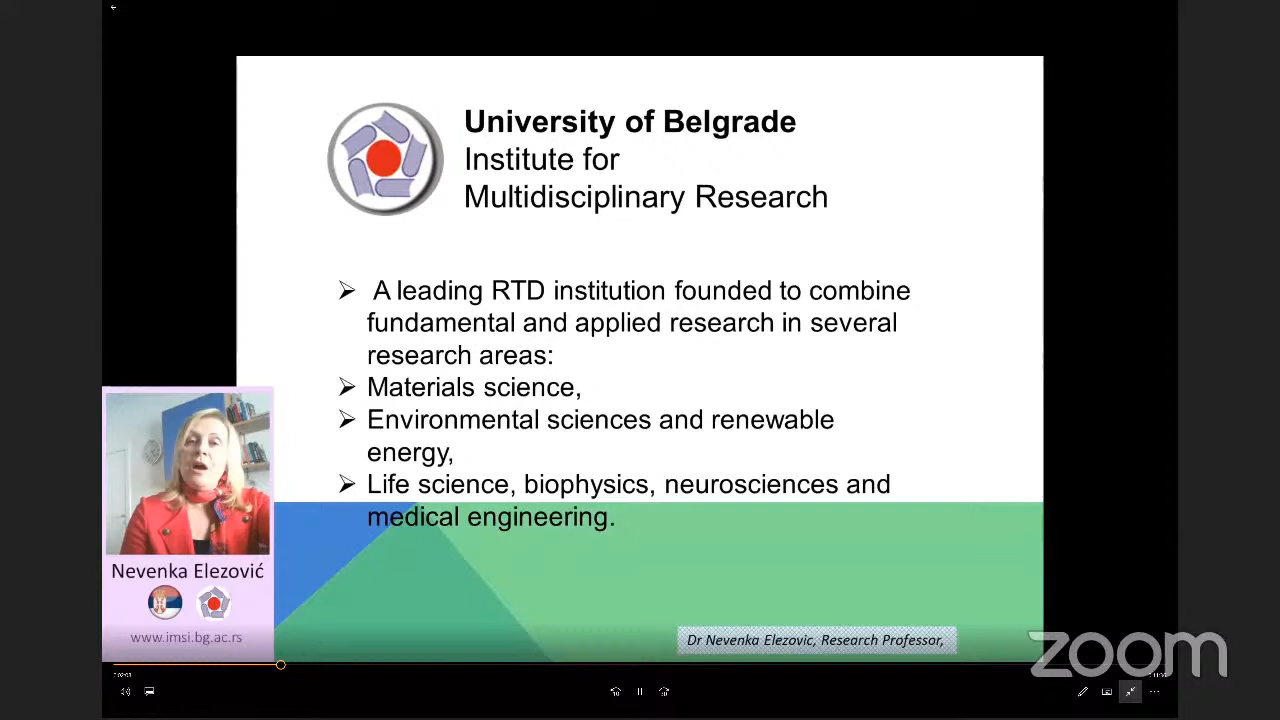 University of Belgrade
Institute for
Multidisciplinary Research
A leading RTD institution founded to combine
fundamental and applied research in several
research areas:
Materials science,
Environmental sciences and renewable
energy,
Life science, biophysics, neurosciences and
medical engineering.
Nevenka Elezović
www.imsi.bg.ac.rs
Dr Nevenka Elezovic, Research Professor,
zoom